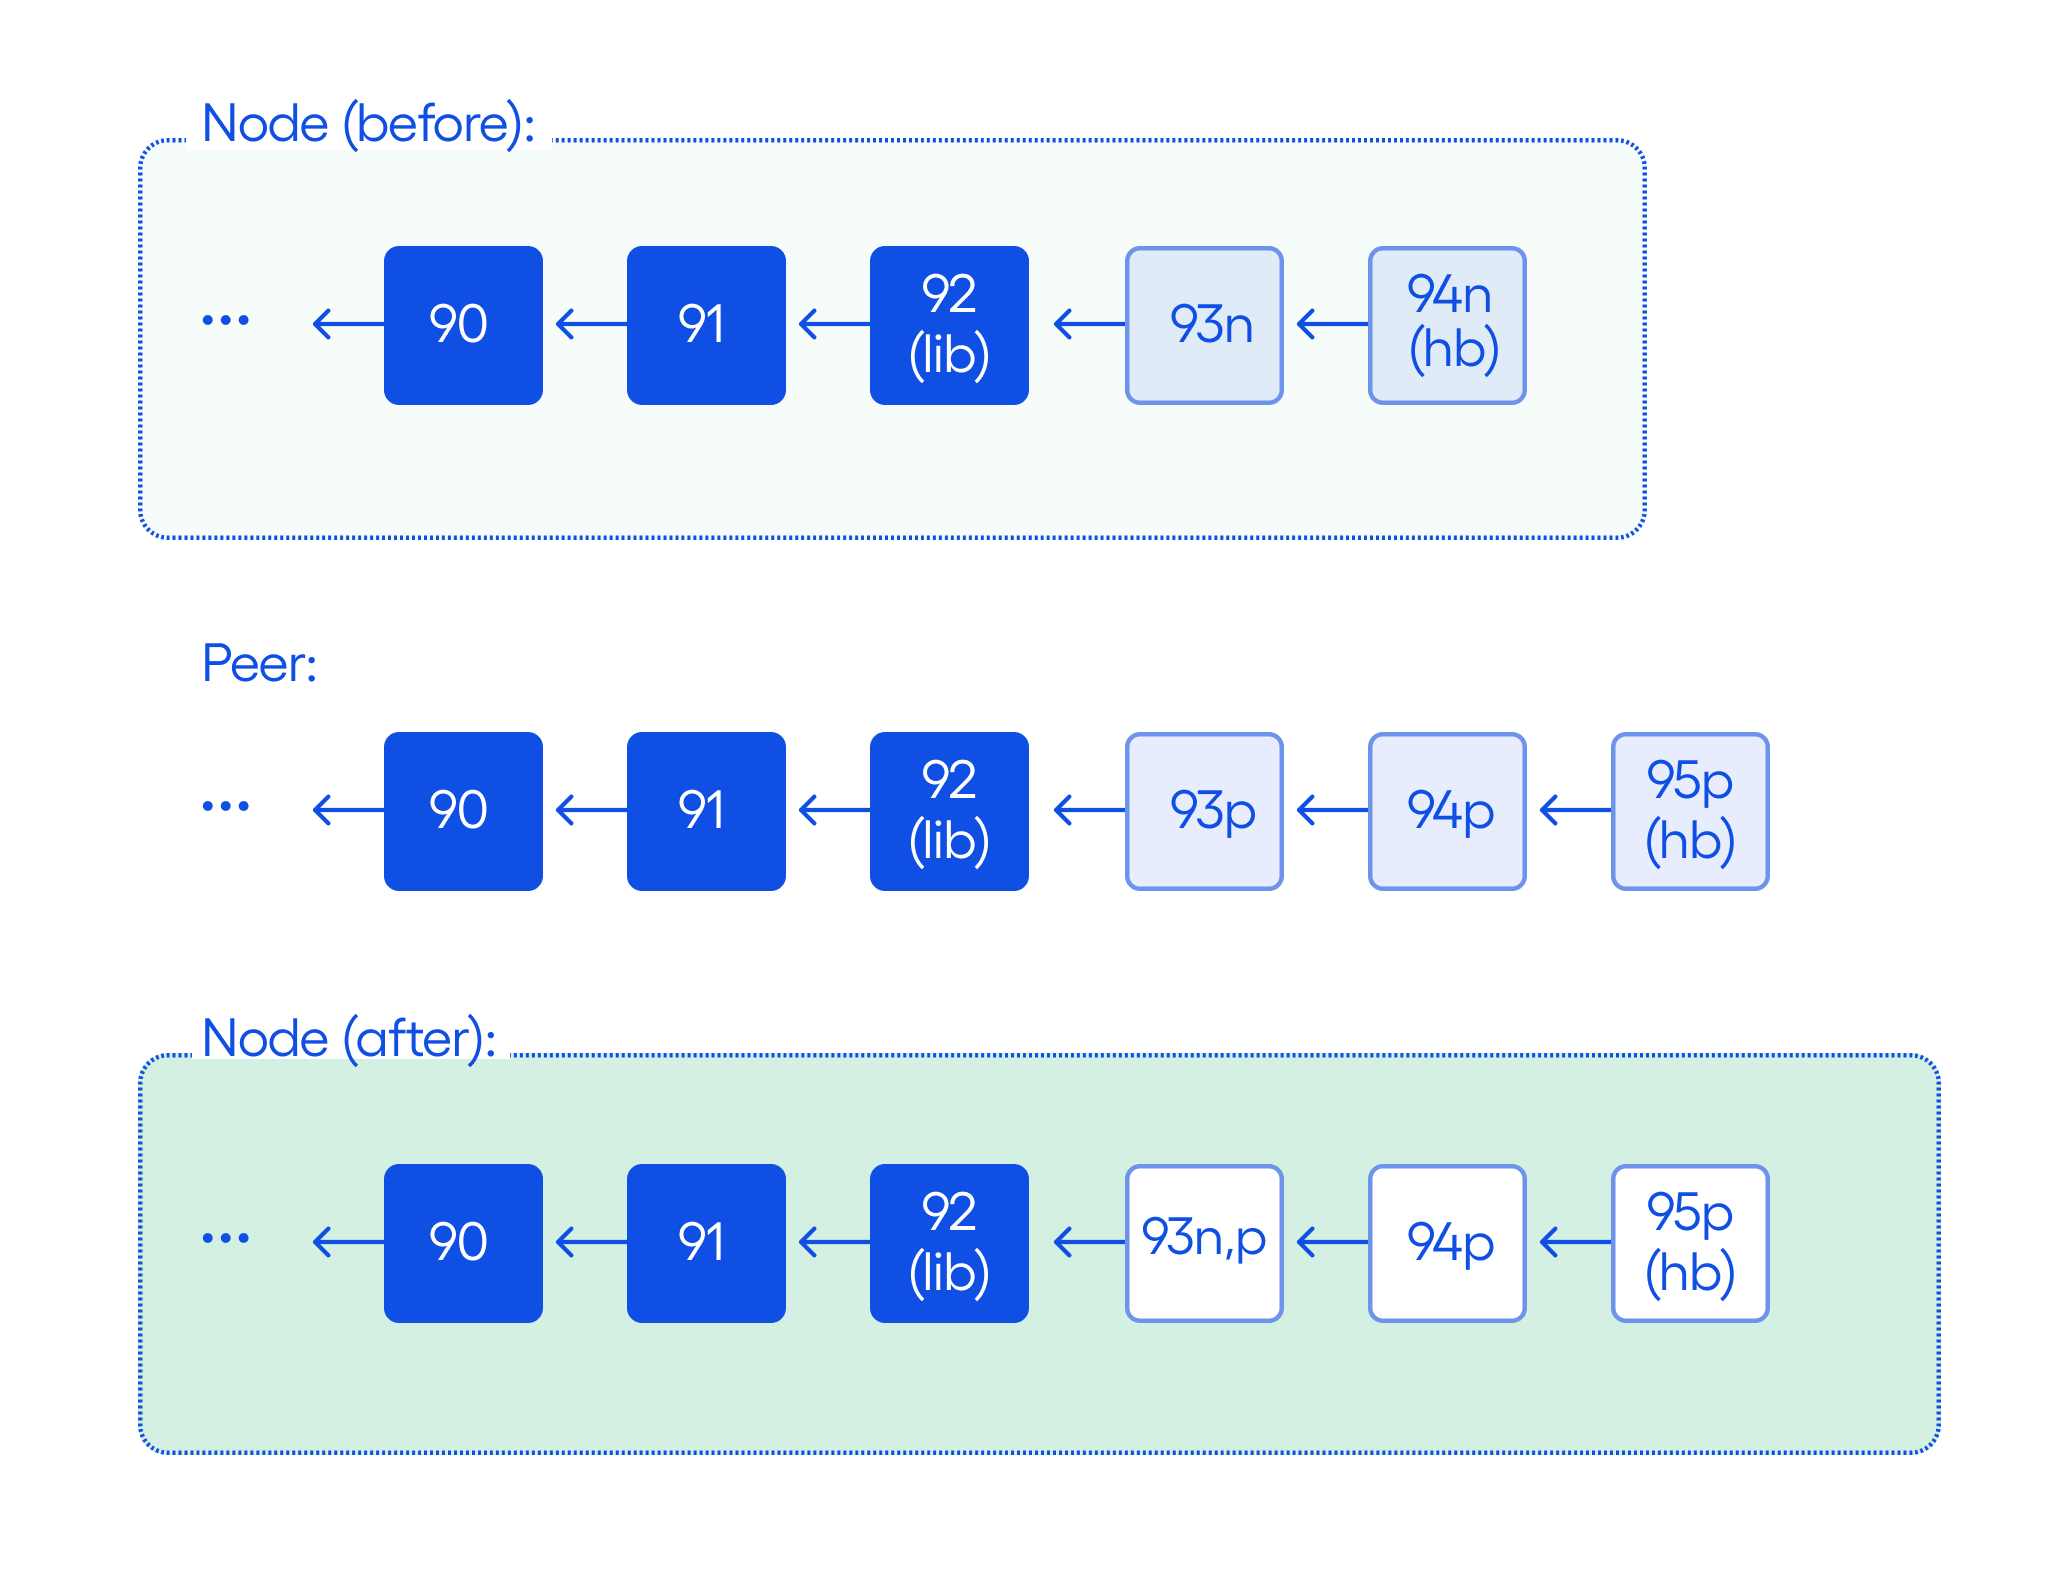 Node (before):
... 90 91 92 93n 94n
(lib) (hb)
Peer:
... 90 91 92 93p 94p 95p
(lib) (hb)
Node (after):
... 90 91 92 93n,p 94p 95p
(lib) (hb)